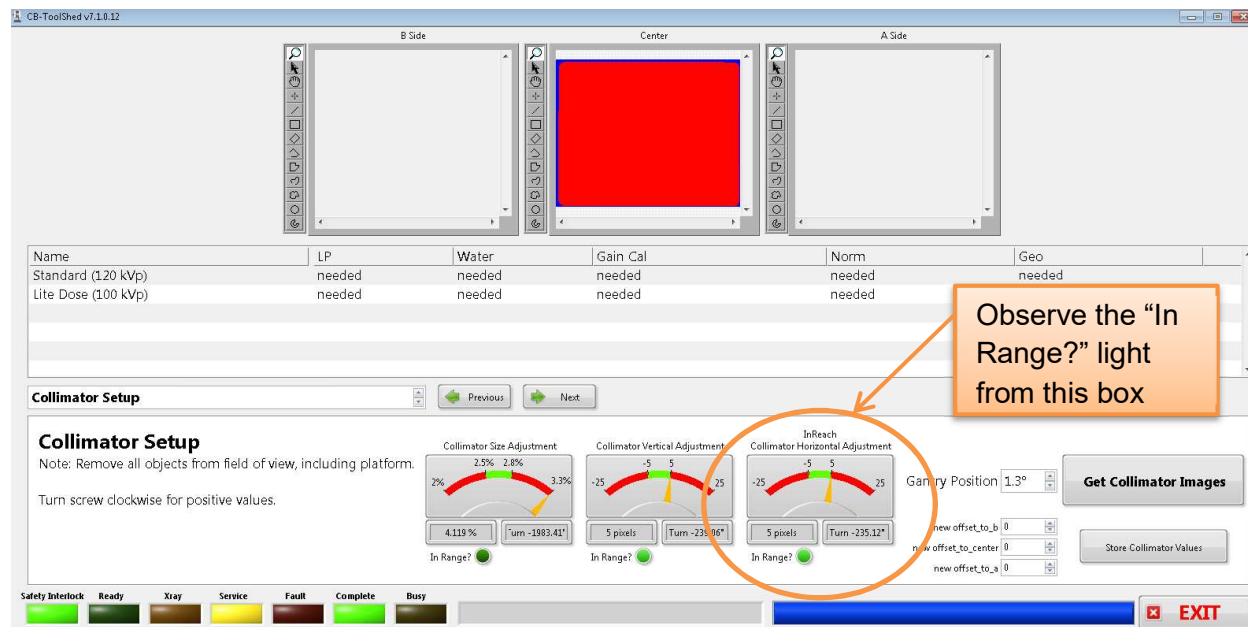 CB-ToolShed v7.1.0.12
B Side
Center
A Side
Name LP Water Gain Cal Norm Geo
Standard (120 kVp) needed needed needed needed needed
Lite Dose (100 kVp) needed needed needed needed
Observe the “In
Range?” light
from this box
Collimator Setup
Previous
Next
Collimator Setup
Note: Remove all objects from field of view, including platform.
Turn screw clockwise for positive values.
Collimator Size Adjustment
2% 2.5% 2.8% 3.3%
4.119 %
Turn -1983.41°
In Range?
Collimator Vertical Adjustment
-25 -5 5 25
5 pixels
In Range?
InReach
Collimator Horizontal Adjustment
-25 -5 5 25
5 pixels
Turn -235.12°
In Range?
Gantry Position 1.3°
Get Collimator Images
new offset_to_b 0
new offset_to_center 0
new offset_to_a 0
Store Collimator Values
Safety Interlock
Ready
Xray
Service
Fault
Complete
Busy
EXIT